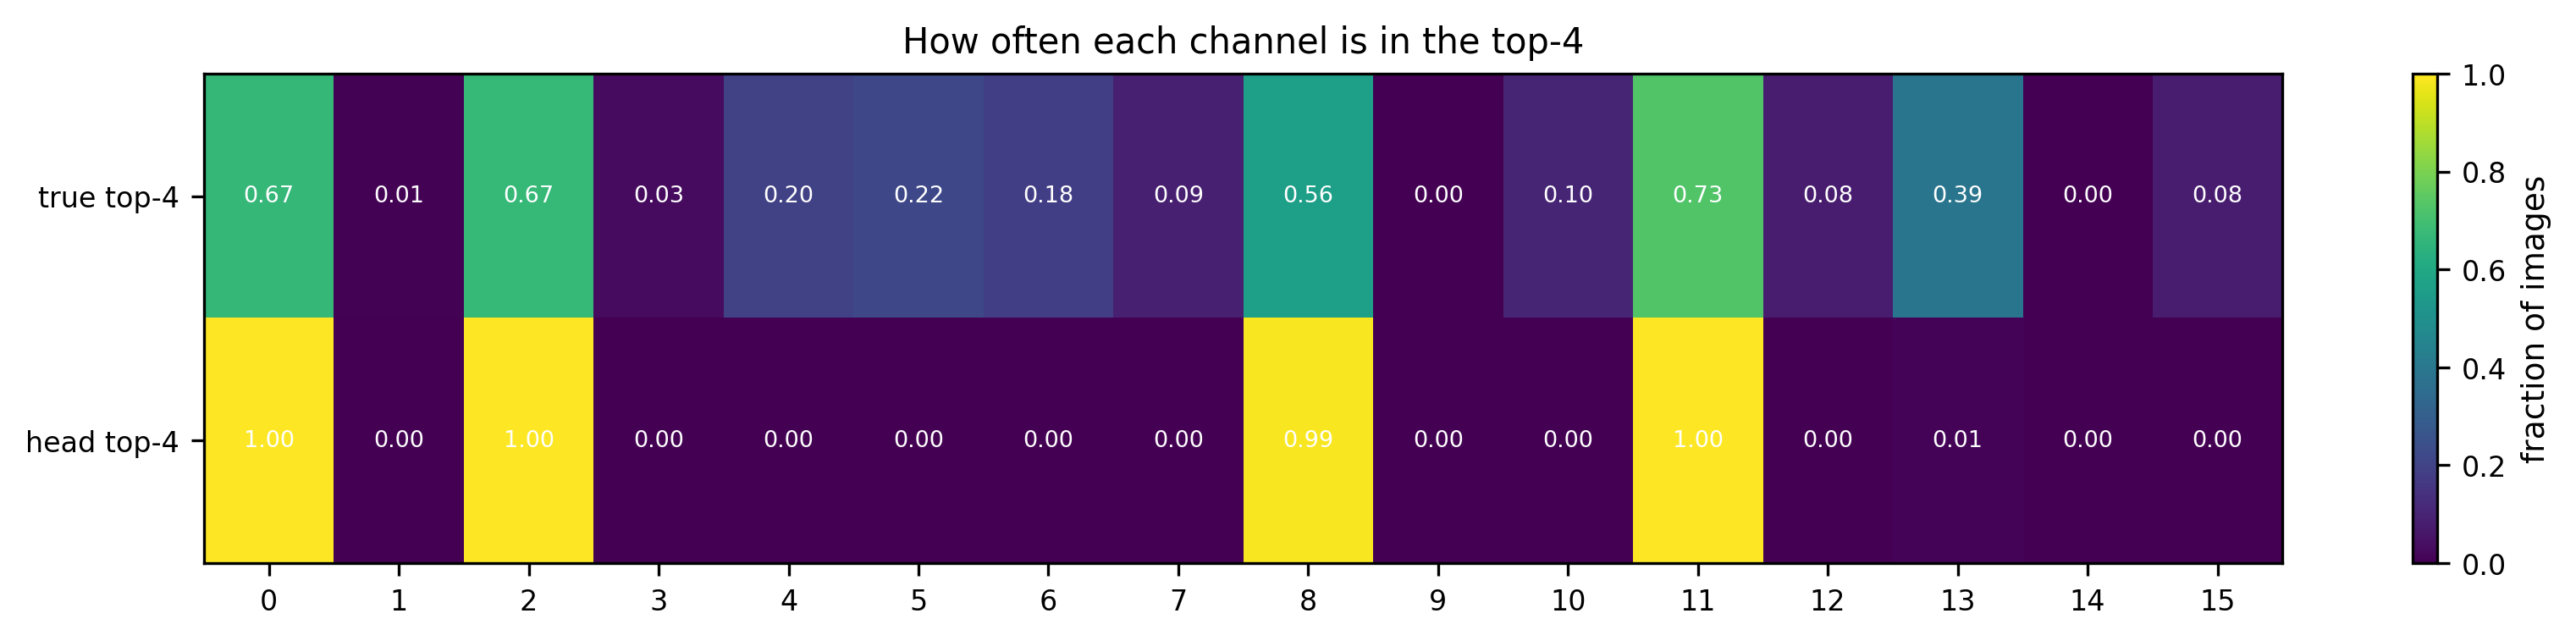 How often each channel is in the top-4
true top-4
0.67 0.01 0.67 0.03 0.20 0.22 0.18 0.09 0.56 0.00 0.10 0.73 0.08 0.39 0.00 0.08
head top-4
1.00 0.00 1.00 0.00 0.00 0.00 0.00 0.00 0.99 0.00 0.00 1.00 0.00 0.01 0.00 0.00
0 1 2 3 4 5 6 7 8 9 10 11 12 13 14 15
1.0
0.8
0.6
0.4
0.2
0.0
fraction of images